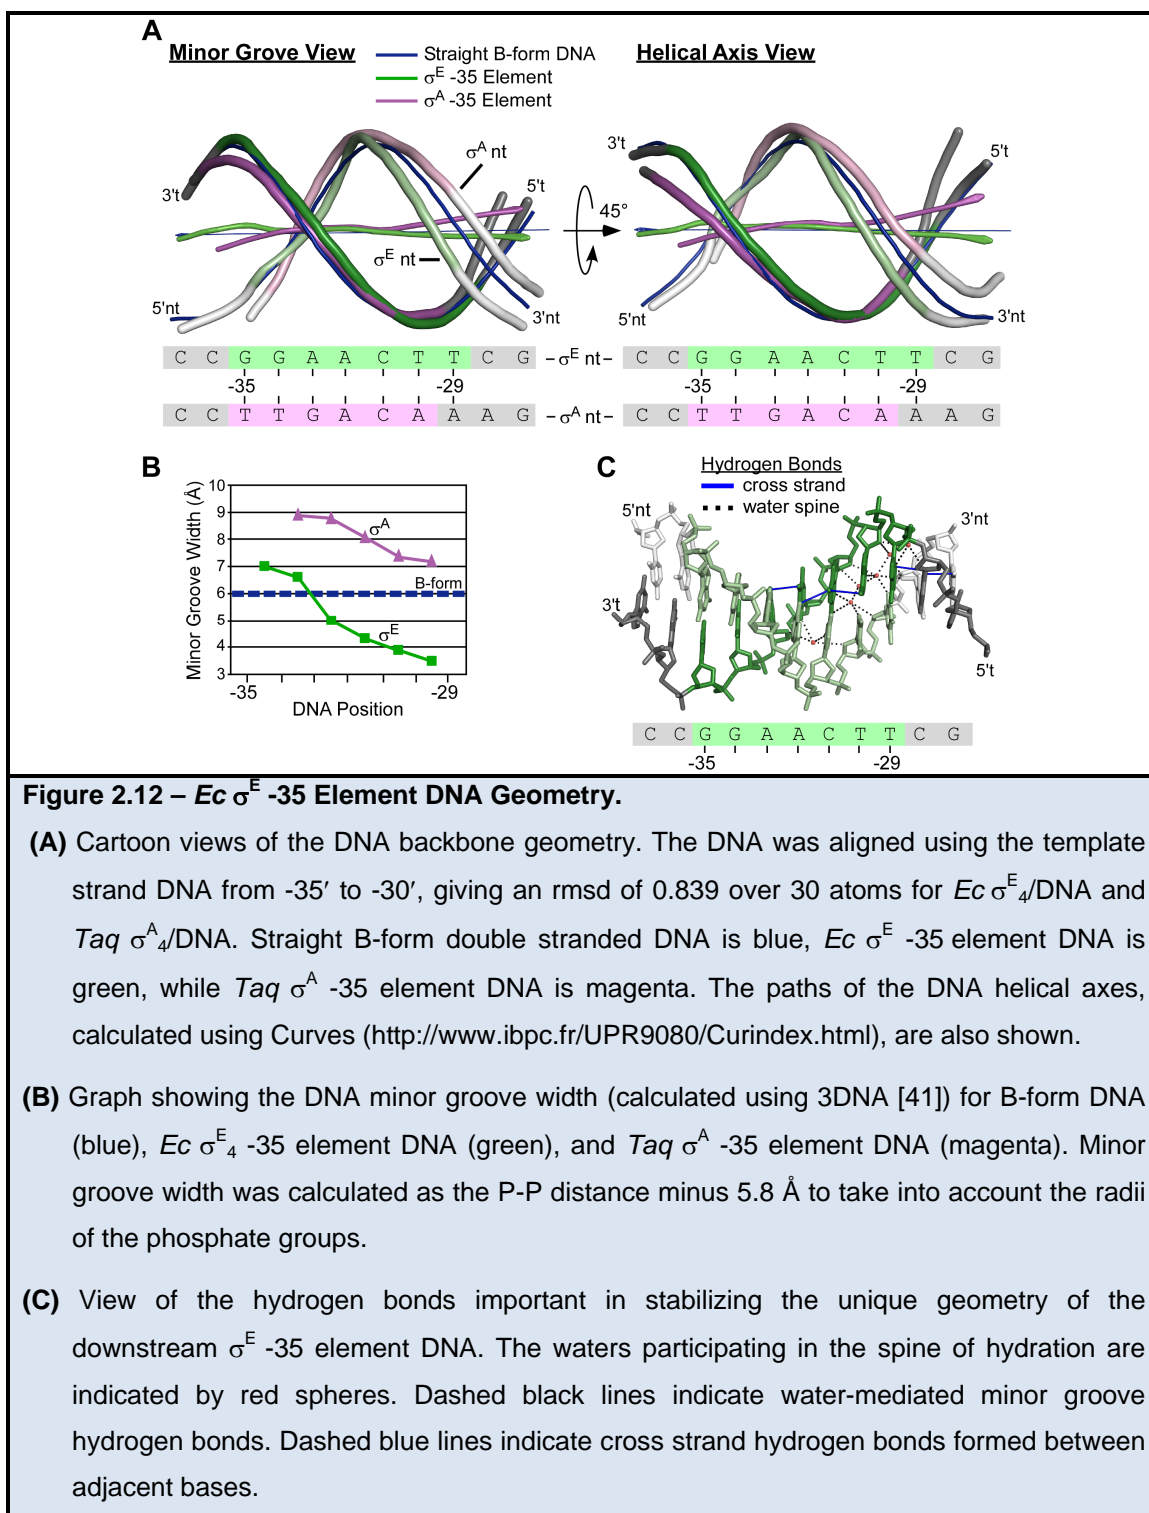 A
Minor Grove View
Straight B-form DNA
σE -35 Element
σA -35 Element
Helical Axis View
3't
σA nt
5't
σE nt
5'nt
3'nt
45°
3't
5't
5'nt
3'nt
C C G G A A C T T C G
-35 -29
C C T T G A C A A A G
– σE nt –
– σA nt –
C C G G A A C T T C G
-35 -29
C C T T G A C A A A G
B
Minor Groove Width (Å)
10
9
8
7
6
5
4
3
σA
B-form
σE
-35 -29
DNA Position
C
Hydrogen Bonds
cross strand
water spine
5'nt
3'nt
3't
5't
C C G G A A C T T C G
-35 -29
Figure 2.12 – Ec σE -35 Element DNA Geometry.
(A) Cartoon views of the DNA backbone geometry. The DNA was aligned using the template
strand DNA from -35′ to -30′, giving an rmsd of 0.839 over 30 atoms for Ec σE4/DNA and
Taq σA4/DNA. Straight B-form double stranded DNA is blue, Ec σE -35 element DNA is
green, while Taq σA -35 element DNA is magenta. The paths of the DNA helical axes,
calculated using Curves (http://www.ibpc.fr/UPR9080/Curindex.html), are also shown.
(B) Graph showing the DNA minor groove width (calculated using 3DNA [41]) for B-form DNA
(blue), Ec σE4 -35 element DNA (green), and Taq σA -35 element DNA (magenta). Minor
groove width was calculated as the P-P distance minus 5.8 Å to take into account the radii
of the phosphate groups.
(C) View of the hydrogen bonds important in stabilizing the unique geometry of the
downstream σE -35 element DNA. The waters participating in the spine of hydration are
indicated by red spheres. Dashed black lines indicate water-mediated minor groove
hydrogen bonds. Dashed blue lines indicate cross strand hydrogen bonds formed between
adjacent bases.